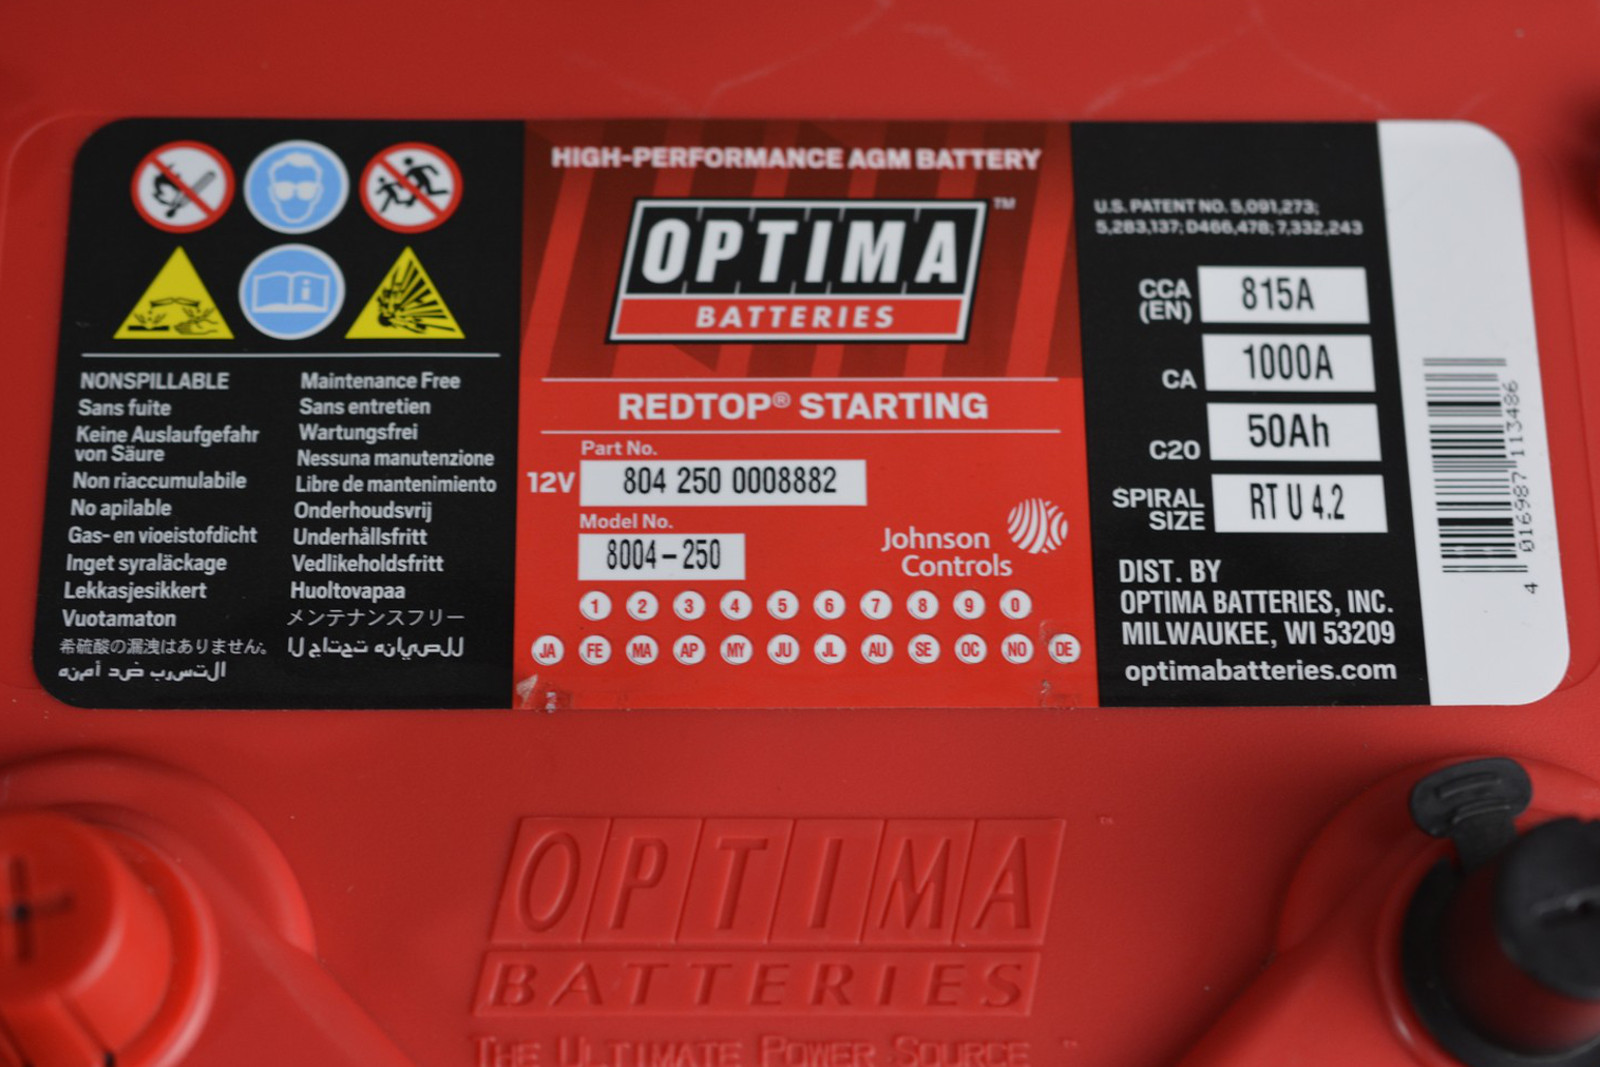 NONSPILLABLE
Sans fuite
Keine Auslaufgefahr
von Säure
Non riaccumulabile
No apilable
Gas- en vioeistofdicht
Inget syraläckage
Lekkasjesikkert
Vuotamaton
希硫酸の漏洩はありません。
Maintenance Free
Sans entretien
Wartungsfrei
Nessuna manutenzione
Libre de mantenimiento
Onderhoudsvrij
Underhållsfritt
Vedlikeholdsfritt
Huoltovapaa
メンテナンスフリー
HIGH-PERFORMANCE AGM BATTERY
OPTIMA™
BATTERIES
REDTOP® STARTING
Part No.
12V 804 250 0008882
Model No.
8004-250
Johnson
Controls
1 2 3 4 5 6 7 8 9 0
JA FE MA AP MY JU JL AU SE OC NO DE
U.S. PATENT NO. 5,091,273;
5,283,137; D466,478; 7,332,243
CCA
(EN) 815A
CA 1000A
C20 50Ah
SPIRAL
SIZE RT U 4.2
DIST. BY
OPTIMA BATTERIES, INC.
MILWAUKEE, WI 53209
optimabatteries.com
4 016987 113486
OPTIMA
BATTERIES
THE ULTIMATE POWER SOURCE